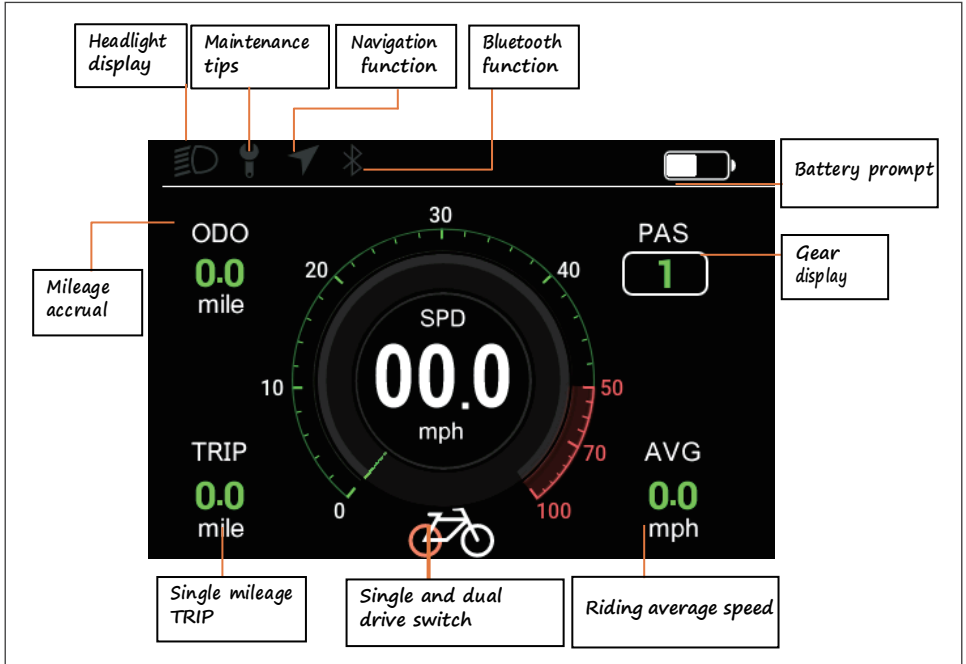 Headlight
display
Maintenance
tips
Navigation
function
Bluetooth
function
Battery prompt
ODO
0.0
mile
Mileage
accrual
30
20
40
10
50
70
0
100
SPD
00.0
mph
PAS
1
Gear
display
TRIP
0.0
mile
AVG
0.0
mph
Single mileage
TRIP
Single and dual
drive switch
Riding average speed